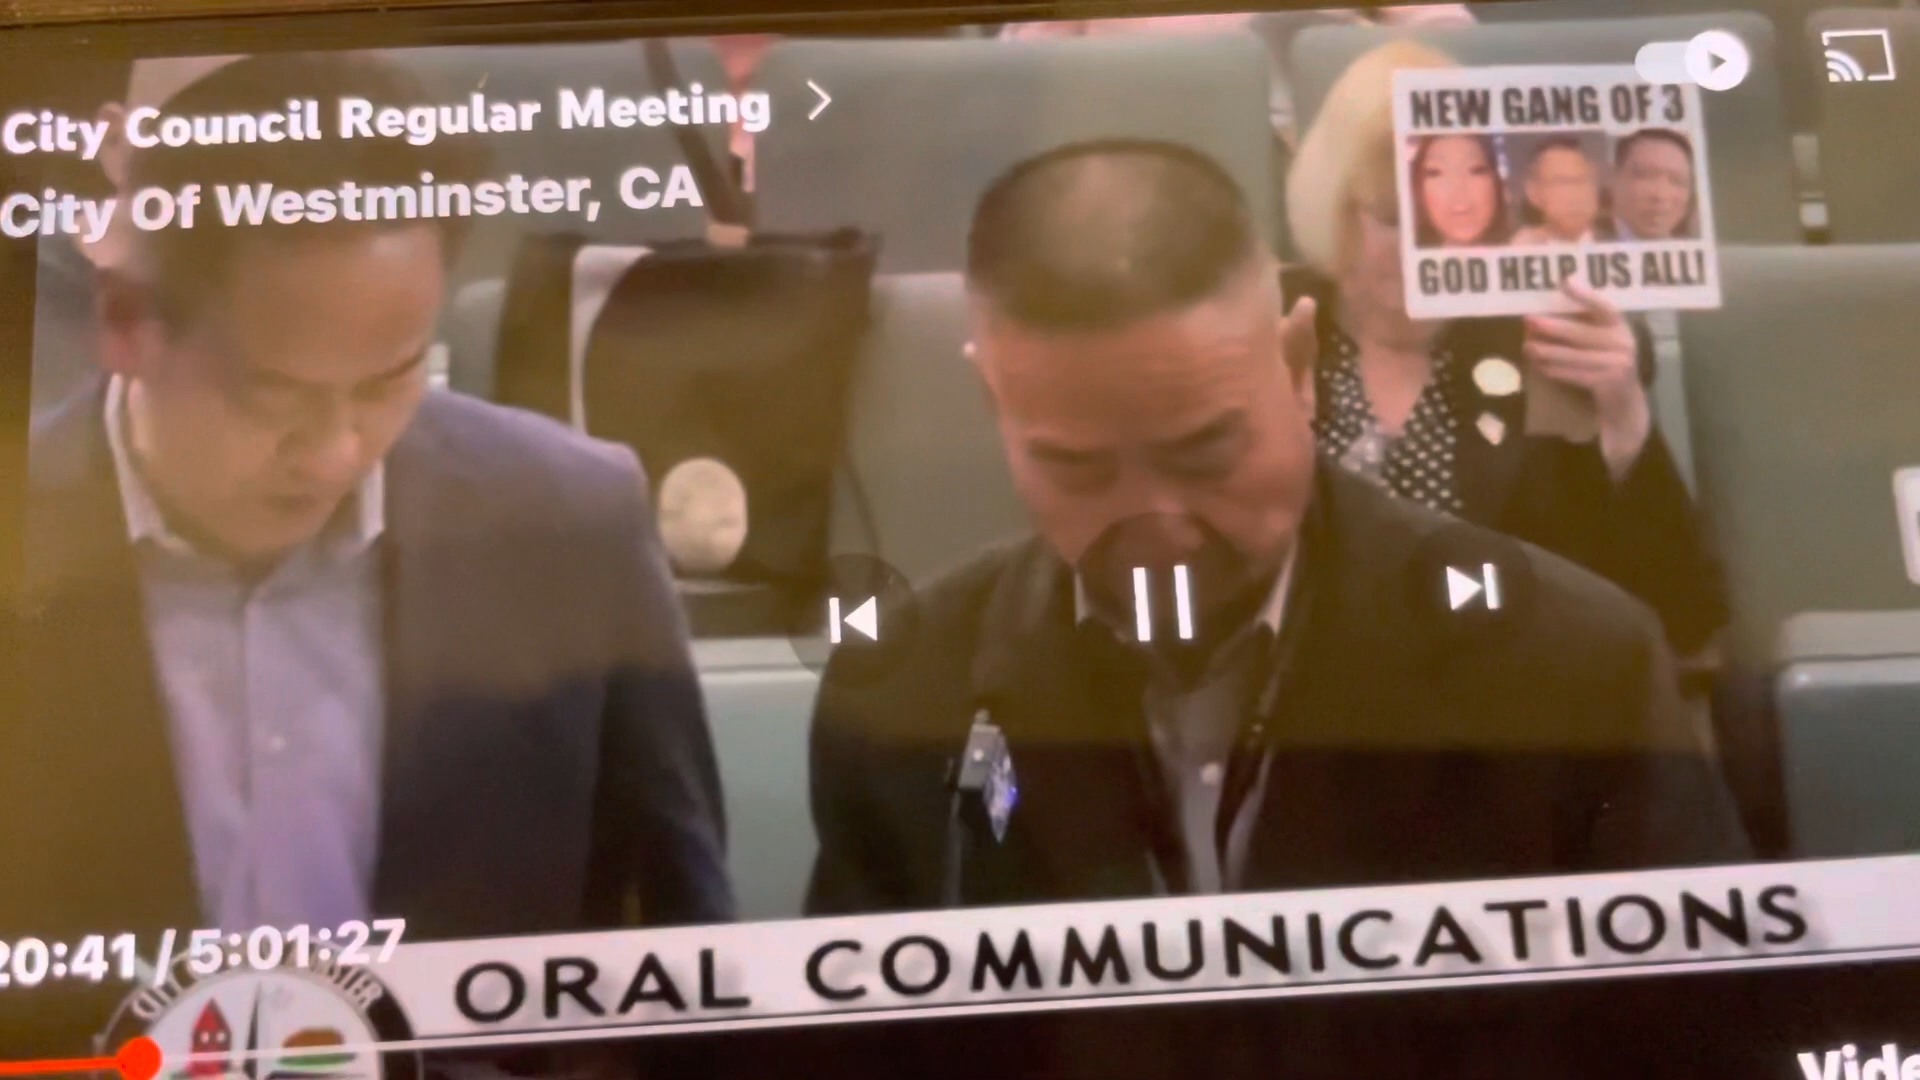 City Council Regular Meeting
City Of Westminster, CA
NEW GANG OF 3
GOD HELP US ALL!
20:41 / 5:01:27
ORAL COMMUNICATIONS